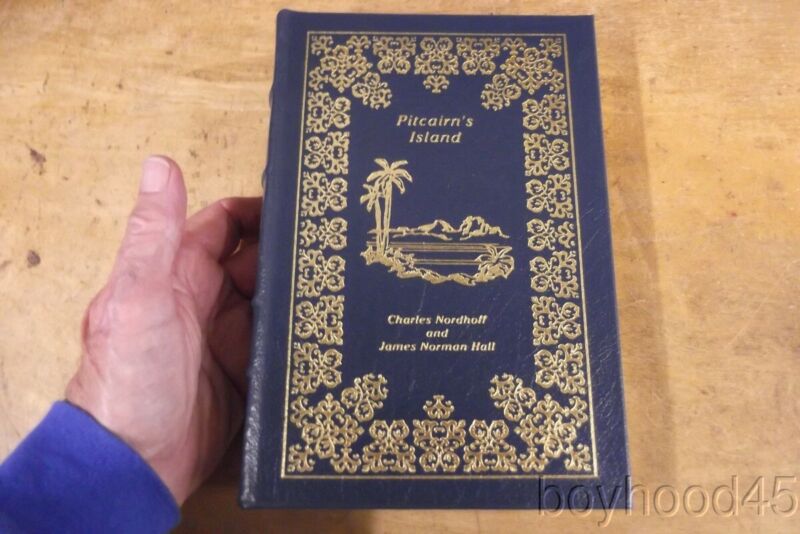 Pitcairn's
Island
Charles Nordhoff
and
James Norman Hall
boyhood45